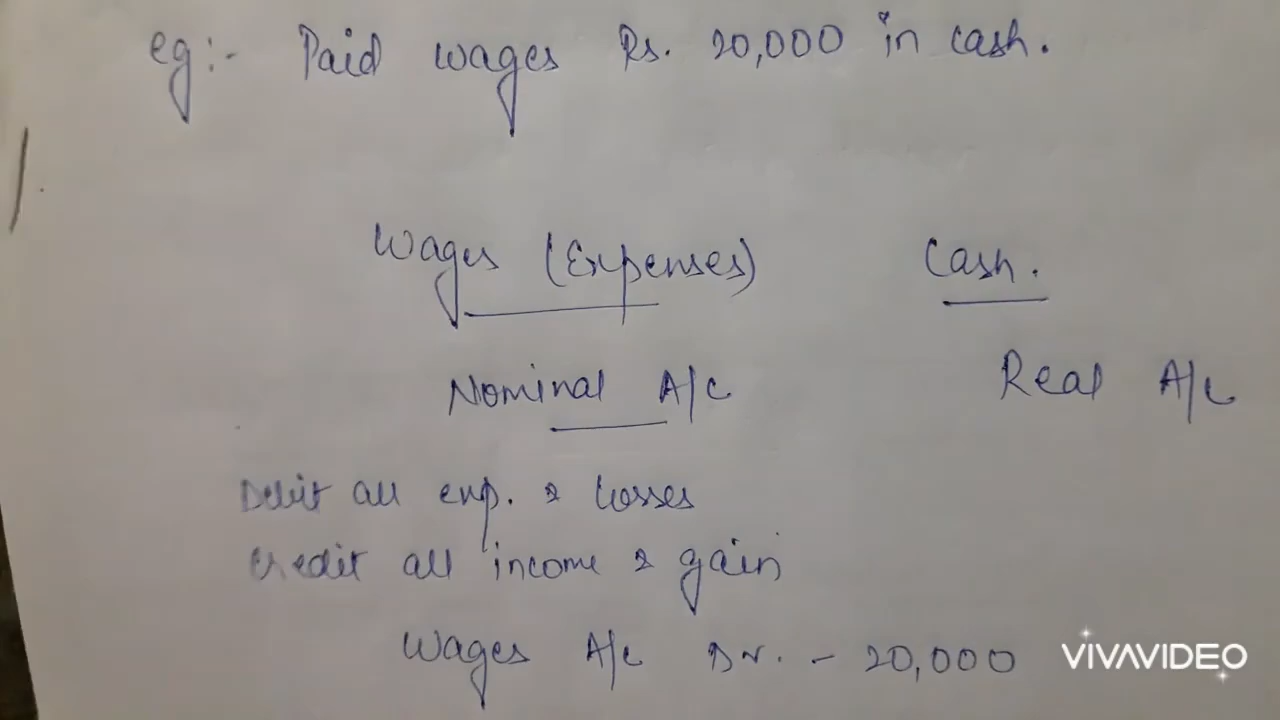 eg:- Paid wages Rs. 20,000 in cash.
Wages (Expenses) Cash.
Nominal A/c Real A/c
Debit all exp. & losses
Credit all income & gain
Wages A/c Dr. - 20,000
VIVAVIDEO